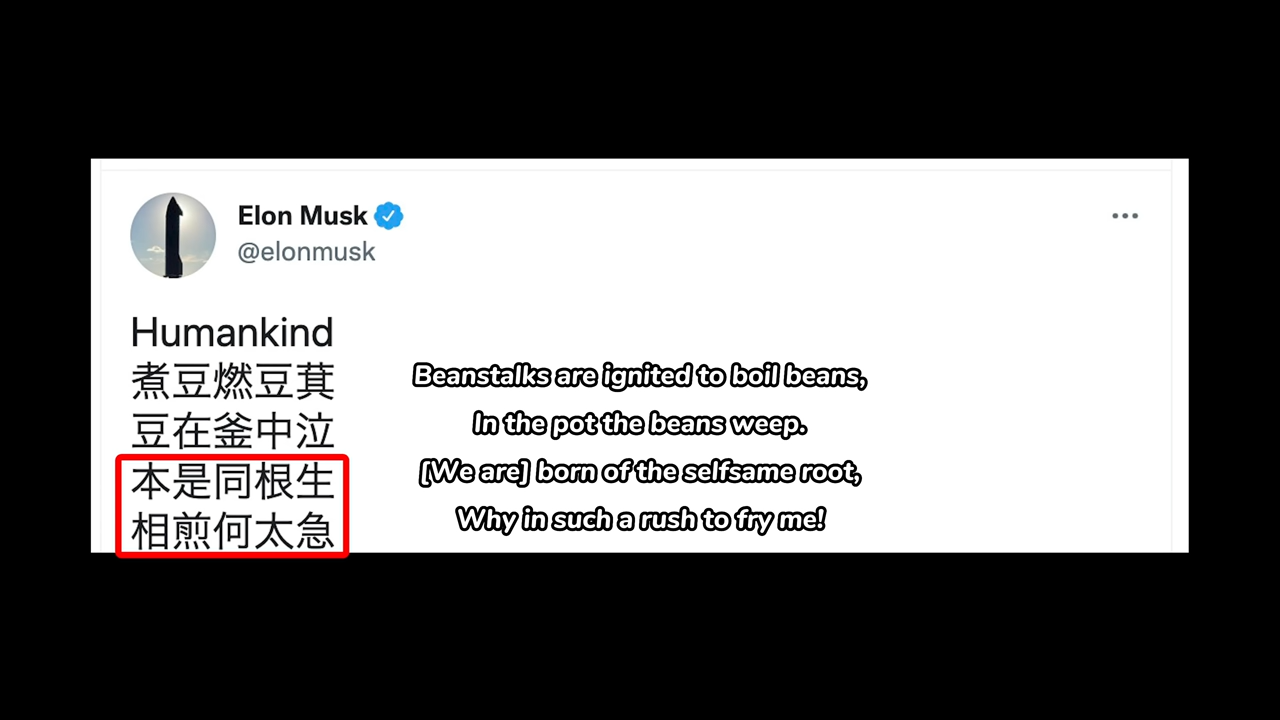 Elon Musk
@elonmusk
Humankind
煮豆燃豆萁
豆在釜中泣
本是同根生
相煎何太急
Beanstalks are ignited to boil beans,
In the pot the beans weep.
[We are] born of the selfsame root,
Why in such a rush to fry me!